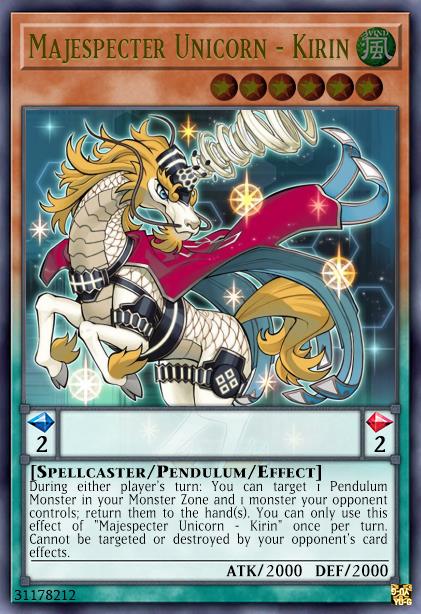 Majespecter Unicorn - Kirin
WIND
風
2 2
[Spellcaster/Pendulum/Effect]
During either player's turn: You can target 1 Pendulum
Monster in your Monster Zone and 1 monster your opponent
controls; return them to the hand(s). You can only use this
effect of "Majespecter Unicorn - Kirin" once per turn.
Cannot be targeted or destroyed by your opponent's card
effects.
ATK/2000 DEF/2000
31178212